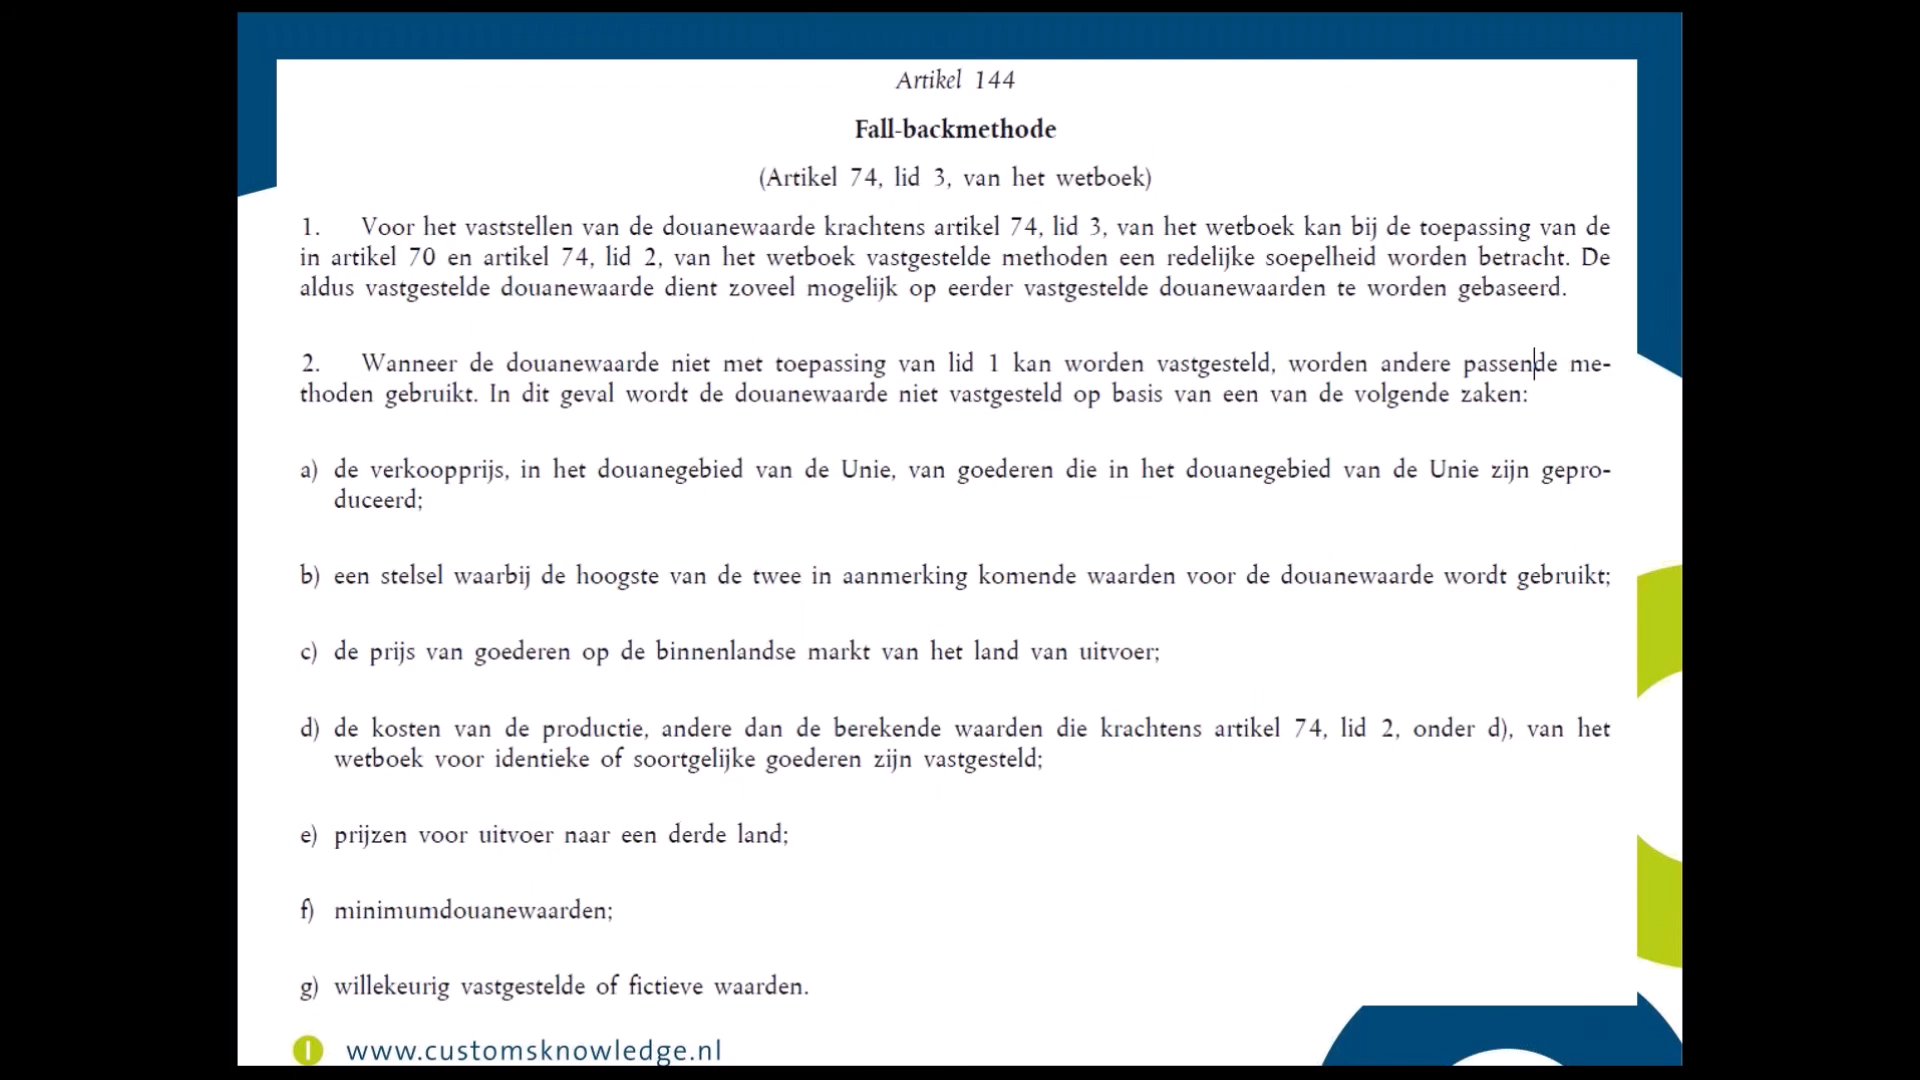 Artikel 144
Fall-backmethode
(Artikel 74, lid 3, van het wetboek)
1. Voor het vaststellen van de douanewaarde krachtens artikel 74, lid 3, van het wetboek kan bij de toepassing van de
in artikel 70 en artikel 74, lid 2, van het wetboek vastgestelde methoden een redelijke soepelheid worden betracht. De
aldus vastgestelde douanewaarde dient zoveel mogelijk op eerder vastgestelde douanewaarden te worden gebaseerd.
2. Wanneer de douanewaarde niet met toepassing van lid 1 kan worden vastgesteld, worden andere passende me-
thoden gebruikt. In dit geval wordt de douanewaarde niet vastgesteld op basis van een van de volgende zaken:
a) de verkoopprijs, in het douanegebied van de Unie, van goederen die in het douanegebied van de Unie zijn gepro-
duceerd;
b) een stelsel waarbij de hoogste van de twee in aanmerking komende waarden voor de douanewaarde wordt gebruikt;
c) de prijs van goederen op de binnenlandse markt van het land van uitvoer;
d) de kosten van de productie, andere dan de berekende waarden die krachtens artikel 74, lid 2, onder d), van het
wetboek voor identieke of soortgelijke goederen zijn vastgesteld;
e) prijzen voor uitvoer naar een derde land;
f) minimumdouanewaarden;
g) willekeurig vastgestelde of fictieve waarden.
www.customsknowledge.nl